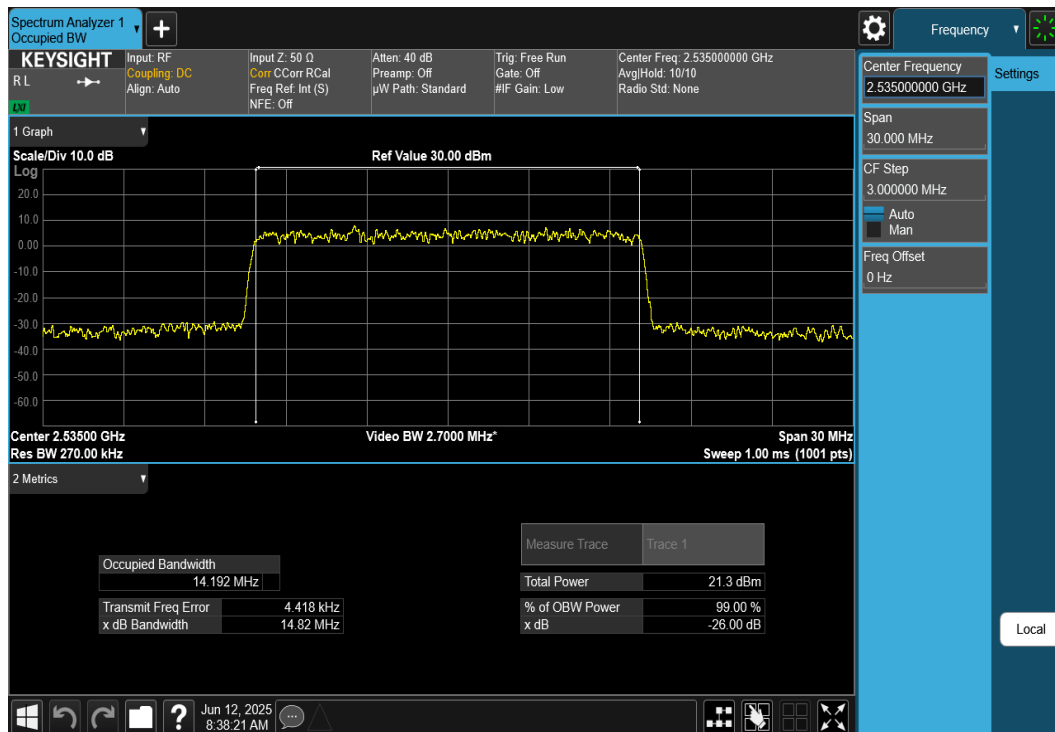 Spectrum Analyzer 1
Occupied BW
+
Frequency
KEYSIGHT
R L
LXI
Input: RF
Coupling: DC
Align: Auto
Input Z: 50 Ω
Corr CCorr RCal
Freq Ref: Int (S)
NFE: Off
Atten: 40 dB
Preamp: Off
µW Path: Standard
Trig: Free Run
Gate: Off
#IF Gain: Low
Center Freq: 2.535000000 GHz
Avg|Hold: 10/10
Radio Std: None
Center Frequency
2.535000000 GHz
Settings
Span
30.000 MHz
CF Step
3.000000 MHz
Auto
Man
Freq Offset
0 Hz
Local
1 Graph
Scale/Div 10.0 dB
Ref Value 30.00 dBm
Log
20.0
10.0
0.00
-10.0
-20.0
-30.0
-40.0
-50.0
-60.0
Center 2.53500 GHz
Video BW 2.7000 MHz*
Span 30 MHz
Res BW 270.00 kHz
Sweep 1.00 ms (1001 pts)
2 Metrics
Measure Trace Trace 1
Occupied Bandwidth
14.192 MHz
Total Power 21.3 dBm
Transmit Freq Error 4.418 kHz
% of OBW Power 99.00 %
x dB Bandwidth 14.82 MHz
x dB -26.00 dB
?
Jun 12, 2025
8:38:21 AM